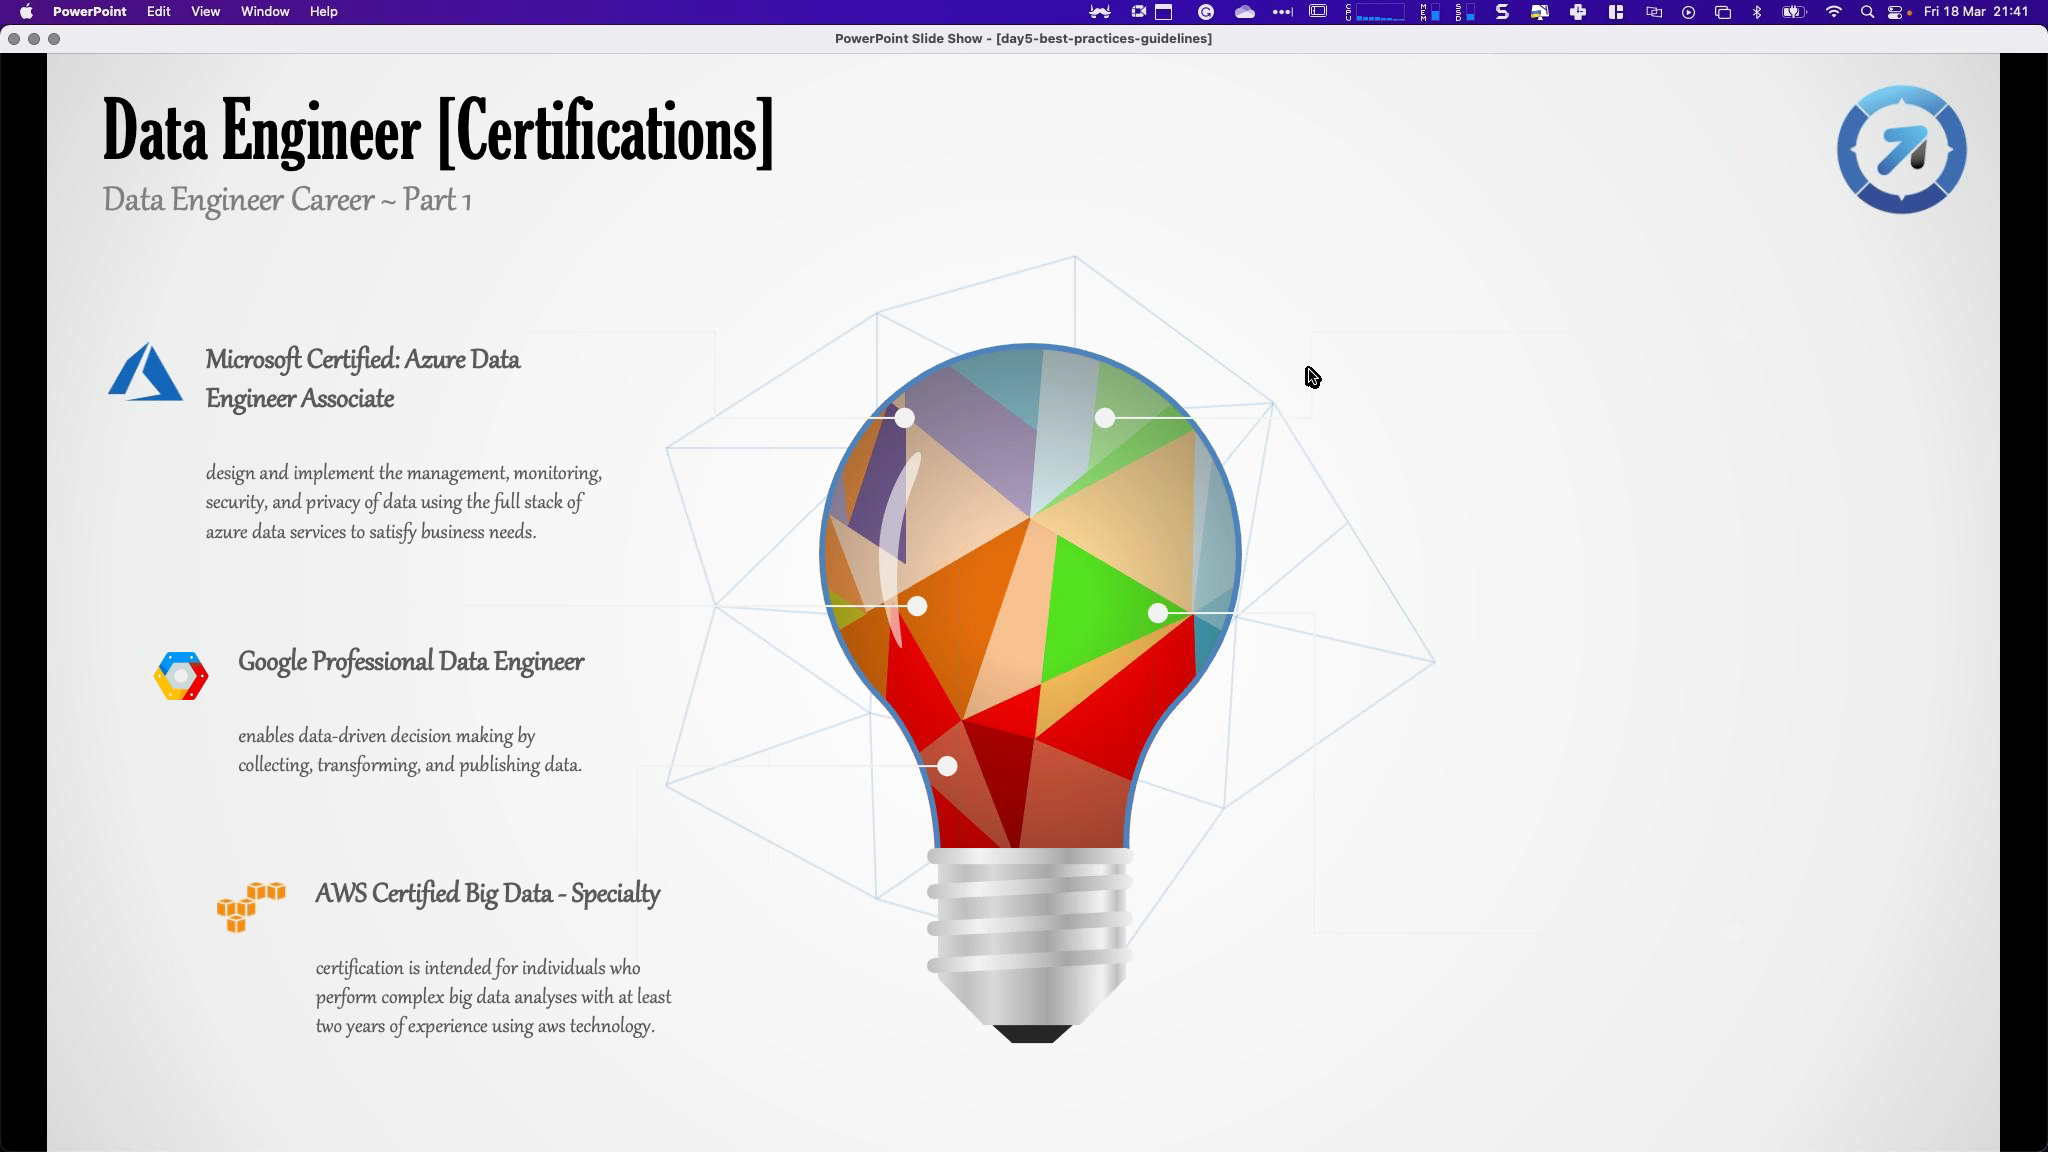 PowerPoint Edit View Window Help
CPU MEM SSD Fri 18 Mar 21:41
PowerPoint Slide Show - [day5-best-practices-guidelines]
Data Engineer [Certifications]
Data Engineer Career ~ Part 1
Microsoft Certified: Azure Data
Engineer Associate
design and implement the management, monitoring,
security, and privacy of data using the full stack of
azure data services to satisfy business needs.
Google Professional Data Engineer
enables data-driven decision making by
collecting, transforming, and publishing data.
AWS Certified Big Data - Specialty
certification is intended for individuals who
perform complex big data analyses with at least
two years of experience using aws technology.